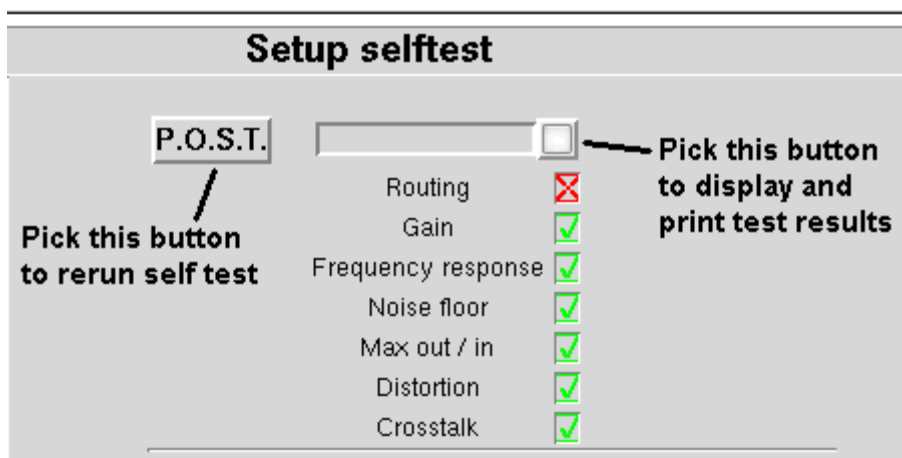 Setup selftest
P.O.S.T.
Pick this button
to display and
print test results
Routing
Gain
Pick this button
to rerun self test
Frequency response
Noise floor
Max out / in
Distortion
Crosstalk